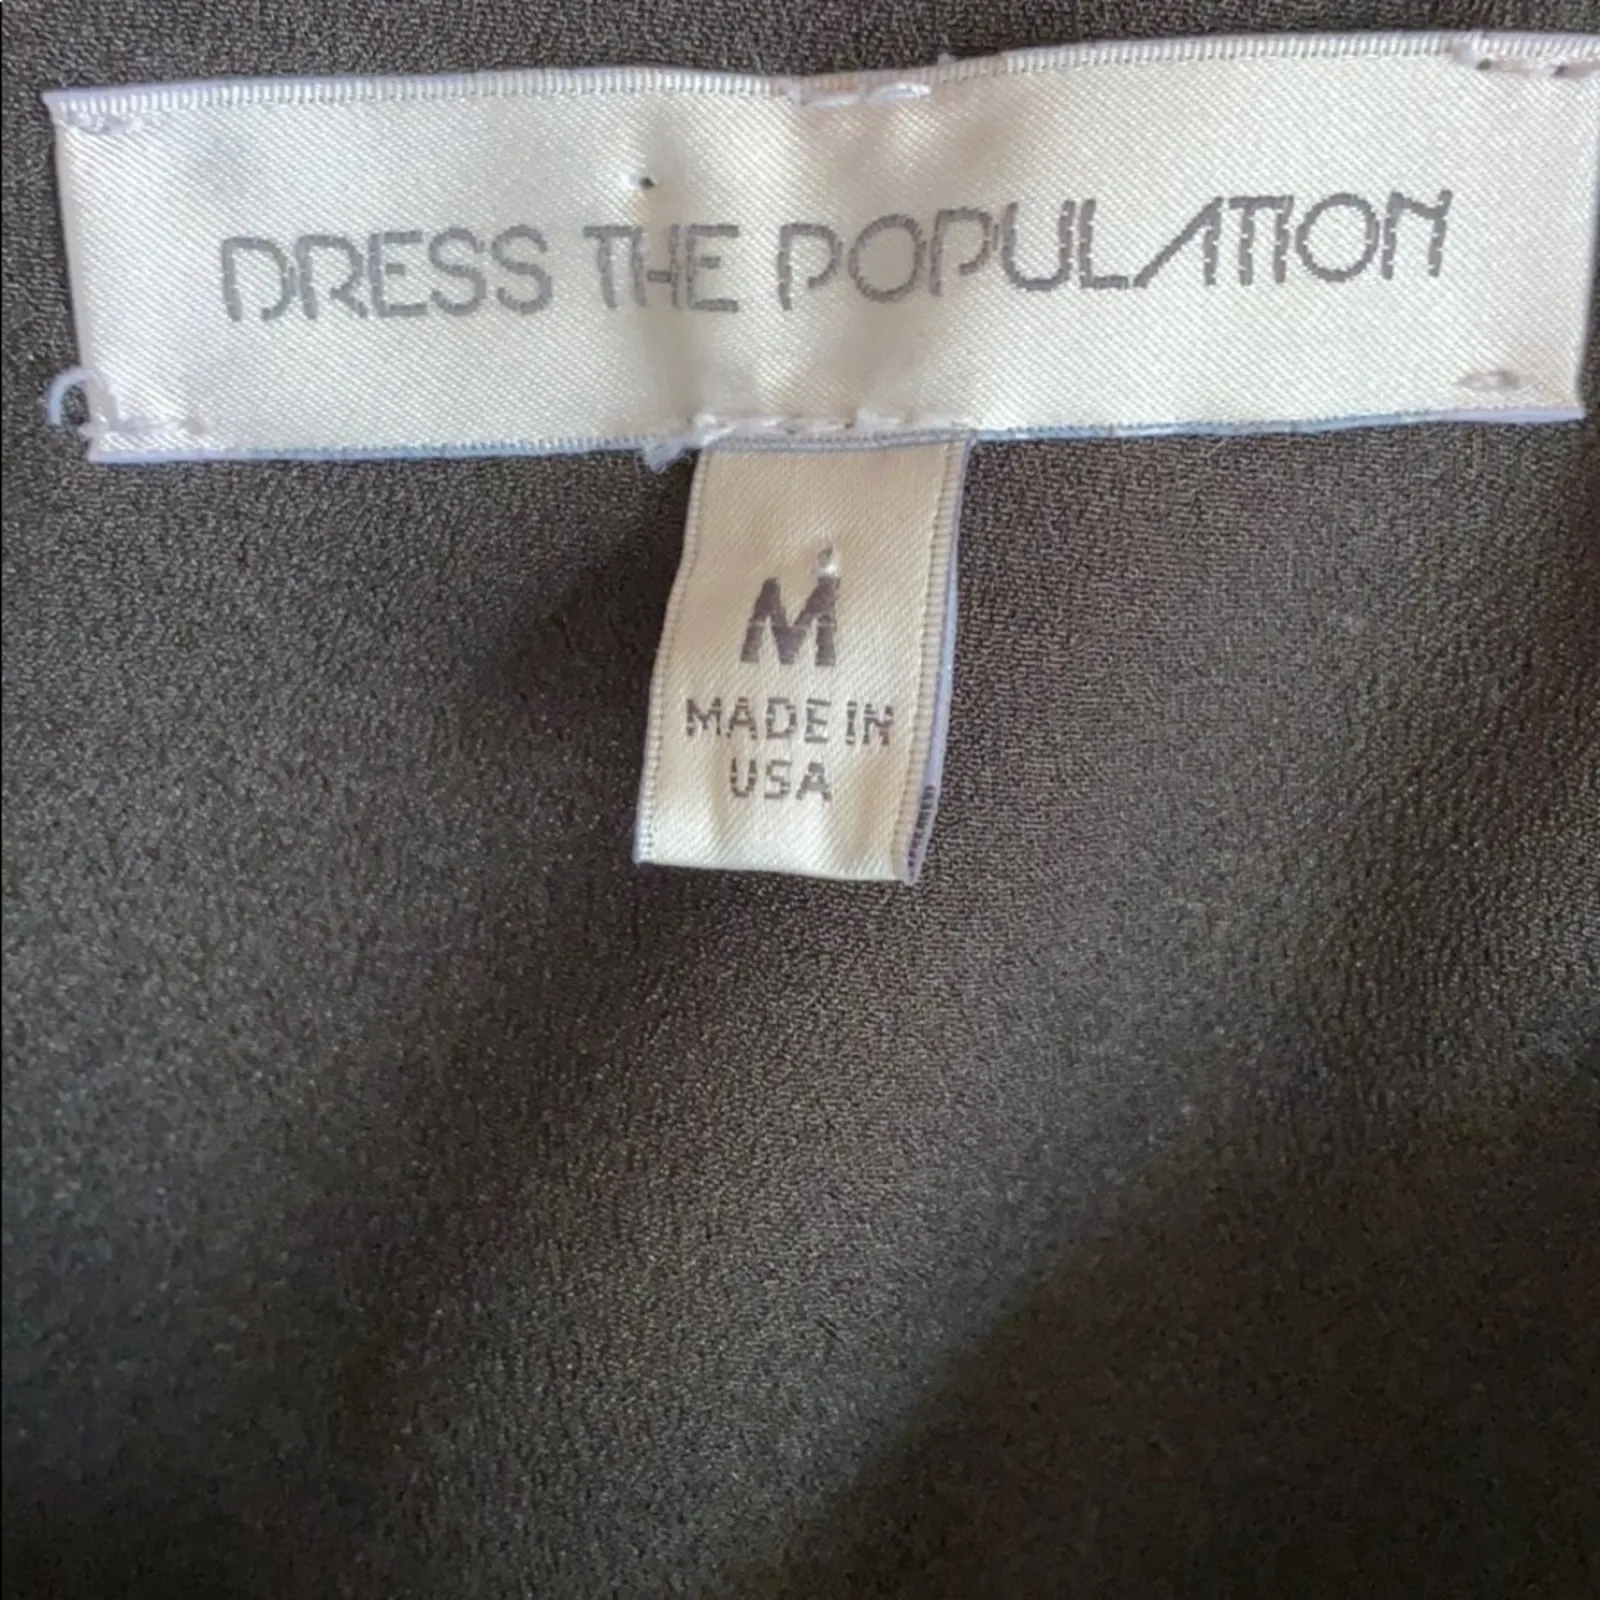 DRESS THE POPULATION
M
MADE IN
USA